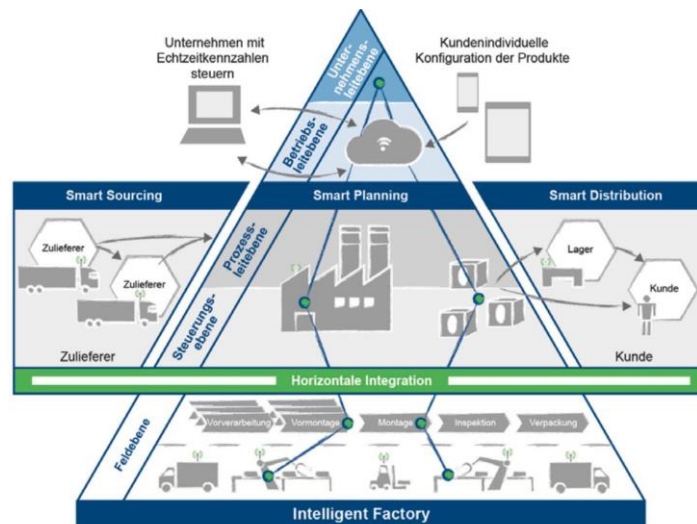 Unternehmen mit
Echtzeitkennzahlen
steuern
Unter-
nehmens-
leitebene
Kundenindividuelle
Konfiguration der Produkte
Betriebs-
leitebene
Smart Sourcing
Smart Planning
Smart Distribution
Zulieferer
Zulieferer
Prozess-
leitebene
Lager
Kunde
Steuerungs-
ebene
Zulieferer
Kunde
Horizontale Integration
Feldebene
Vorverarbeitung
Vormontage
Montage
Inspektion
Verpackung
Intelligent Factory